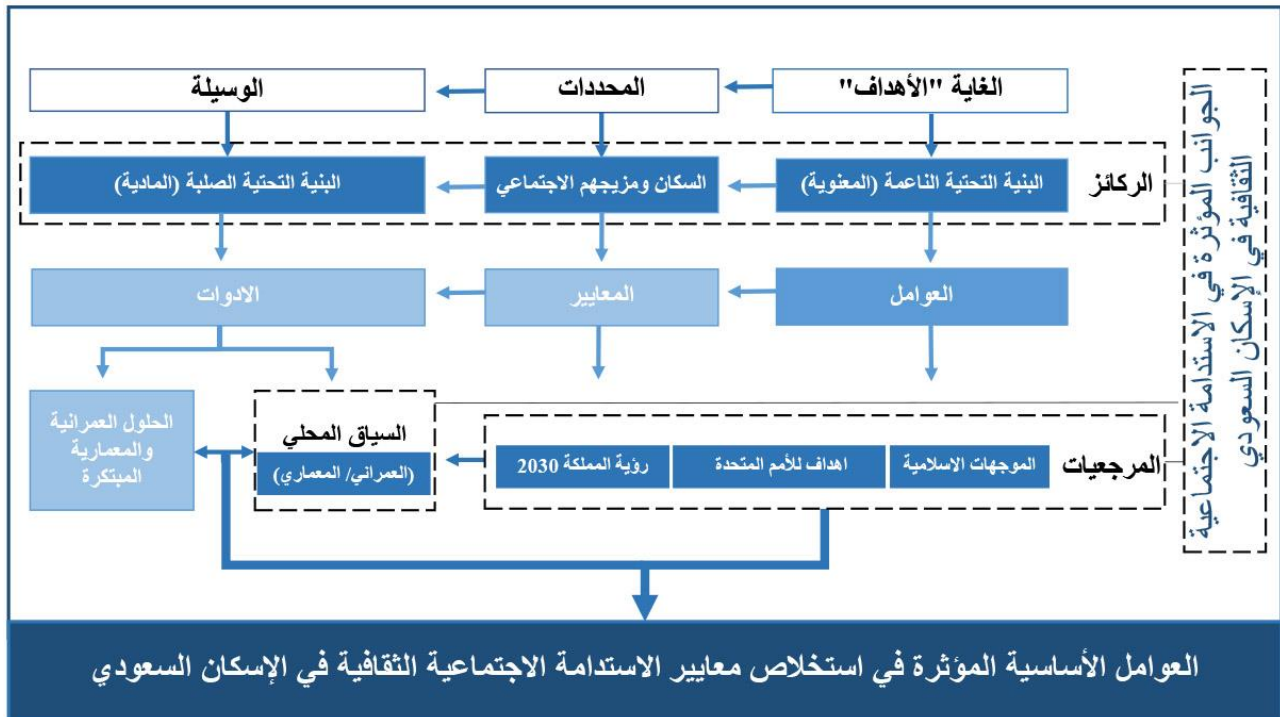 الجوانب المؤثرة في الاستدامة الاجتماعية
الثقافية في الإسكان السعودي
الغاية "الأهداف"
المحددات
الوسيلة
الركائز
البنية التحتية الناعمة (المعنوية)
السكان ومزيجهم الاجتماعي
البنية التحتية الصلبة (المادية)
العوامل
المعايير
الادوات
المرجعيات
الموجهات الإسلامية
اهداف للأمم المتحدة
رؤية المملكة 2030
السياق المحلي
(العمراني/ المعماري)
الحلول العمرانية
والمعمارية
المبتكرة
العوامل الأساسية المؤثرة في استخلاص معايير الاستدامة الاجتماعية الثقافية في الإسكان السعودي